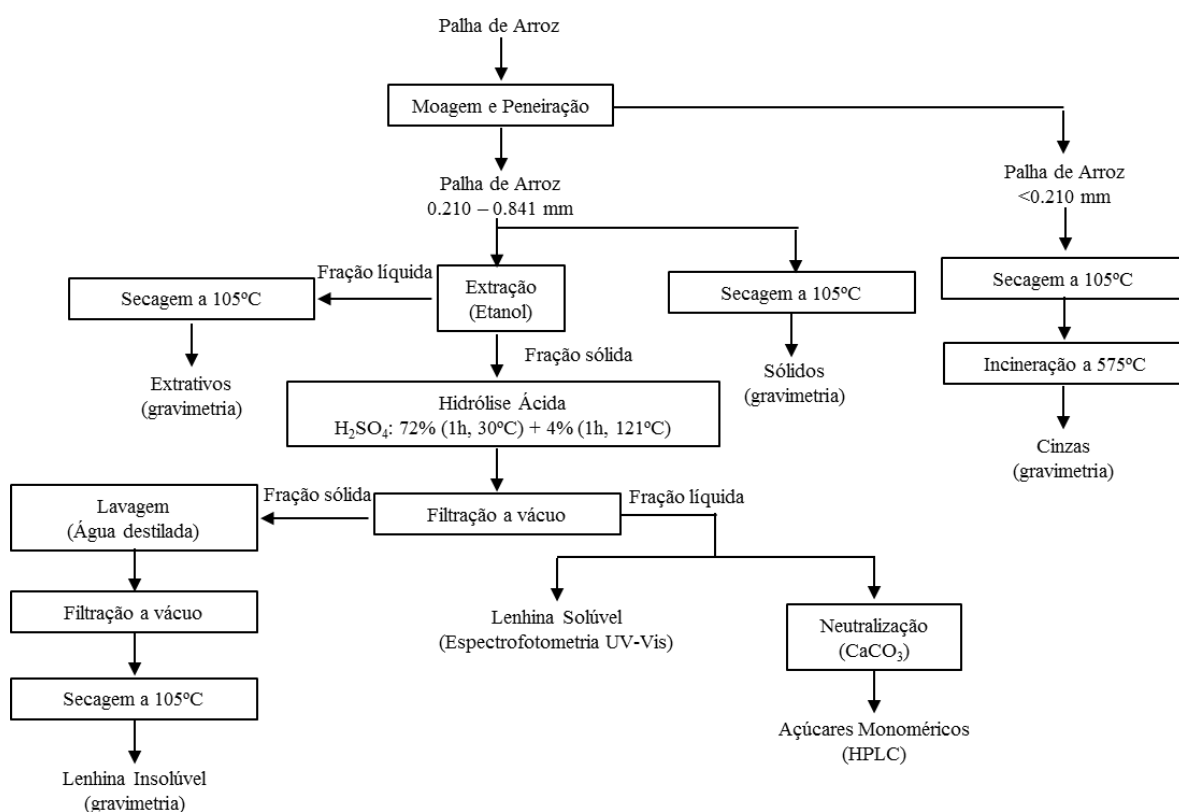 Palha de Arroz
Moagem e Peneiração
Palha de Arroz
0.210 – 0.841 mm
Palha de Arroz
<0.210 mm
Fração líquida
Secagem a 105ºC
Extração
(Etanol)
Secagem a 105ºC
Secagem a 105ºC
Fração sólida
Extrativos
(gravimetria)
Sólidos
(gravimetria)
Incineração a 575ºC
Hidrólise Ácida
H₂SO₄: 72% (1h, 30ºC) + 4% (1h, 121ºC)
Cinzas
(gravimetria)
Fração sólida
Fração líquida
Lavagem
(Água destilada)
Filtração a vácuo
Filtração a vácuo
Lenhina Solúvel
(Espectrofotometria UV-Vis)
Neutralização
(CaCO₃)
Secagem a 105ºC
Açúcares Monoméricos
(HPLC)
Lenhina Insolúvel
(gravimetria)